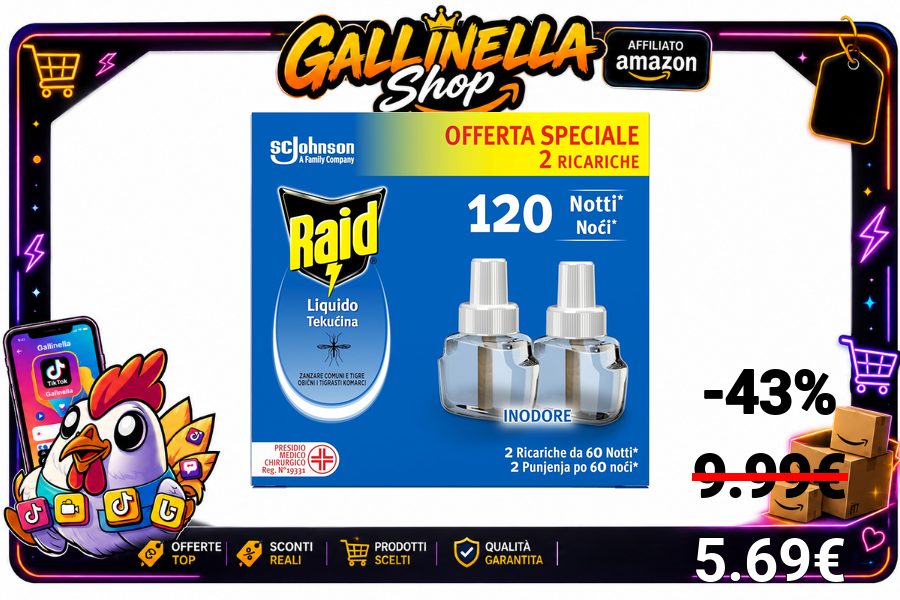 GALLINELLA
Shop
AFFILIATO
amazon
scjohnson
A Family Company
OFFERTA SPECIALE
2 RICARICHE
Raid
120 Notti*
Noći*
Liquido
Tekućina
ZANZARE COMUNI E TIGRE
OBIČNI I TIGRASTI KOMARCI
INODORE
PRESIDIO
MEDICO
CHIRURGICO
Reg. N°19331
2 Ricariche da 60 Notti*
2 Punjenja po 60 noći*
Gallinella
TikTok
Gallinella
-43%
9.99€
5.69€
OFFERTE
TOP
SCONTI
REALI
PRODOTTI
SCELTI
QUALITÀ
GARANTITA